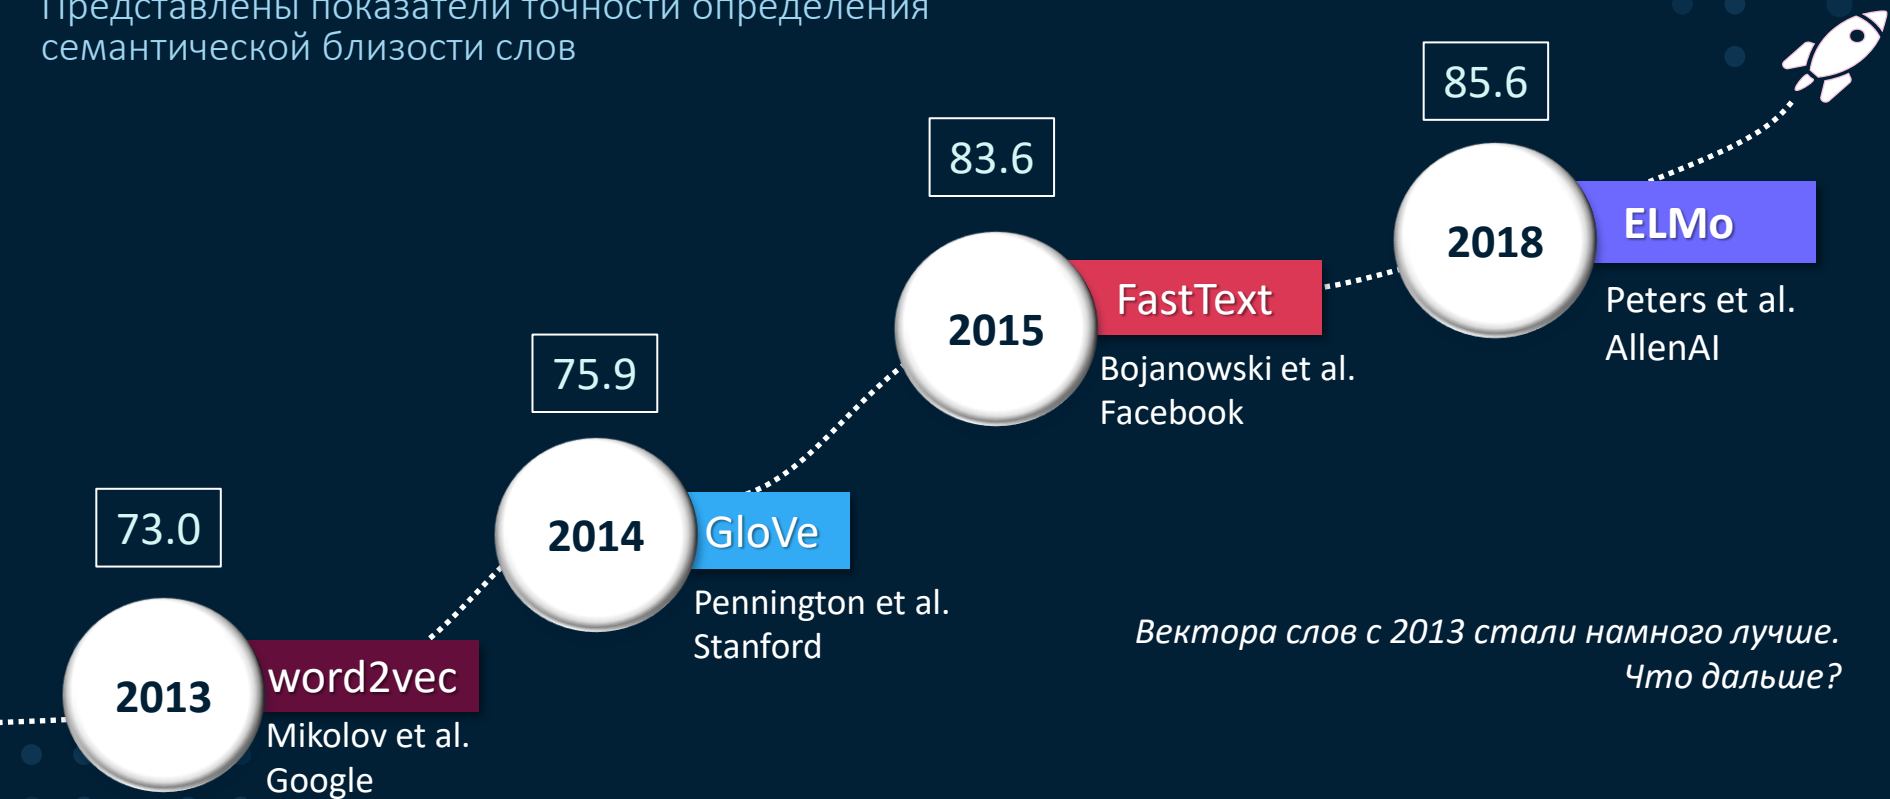 Представлены показатели точности определения
семантической близости слов
85.6
83.6
2018
ELMo
Peters et al.
AllenAI
2015
FastText
Bojanowski et al.
Facebook
75.9
2014
GloVe
Pennington et al.
Stanford
73.0
2013
word2vec
Mikolov et al.
Google
Вектора слов с 2013 стали намного лучше.
Что дальше?